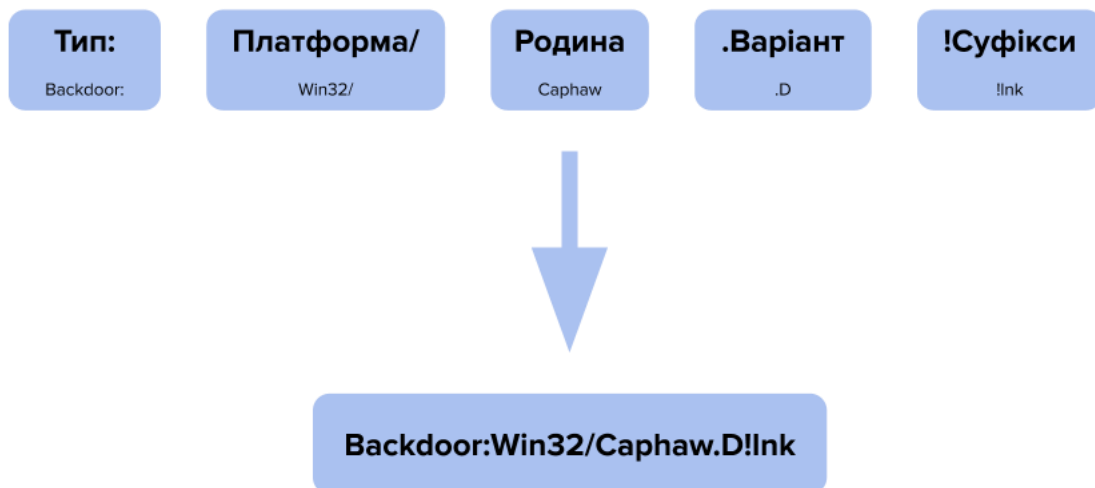 Тип:
Backdoor:
Платформа/
Win32/
Родина
Caphaw
.Варіант
.D
!Суфікси
!lnk
Backdoor:Win32/Caphaw.D!lnk